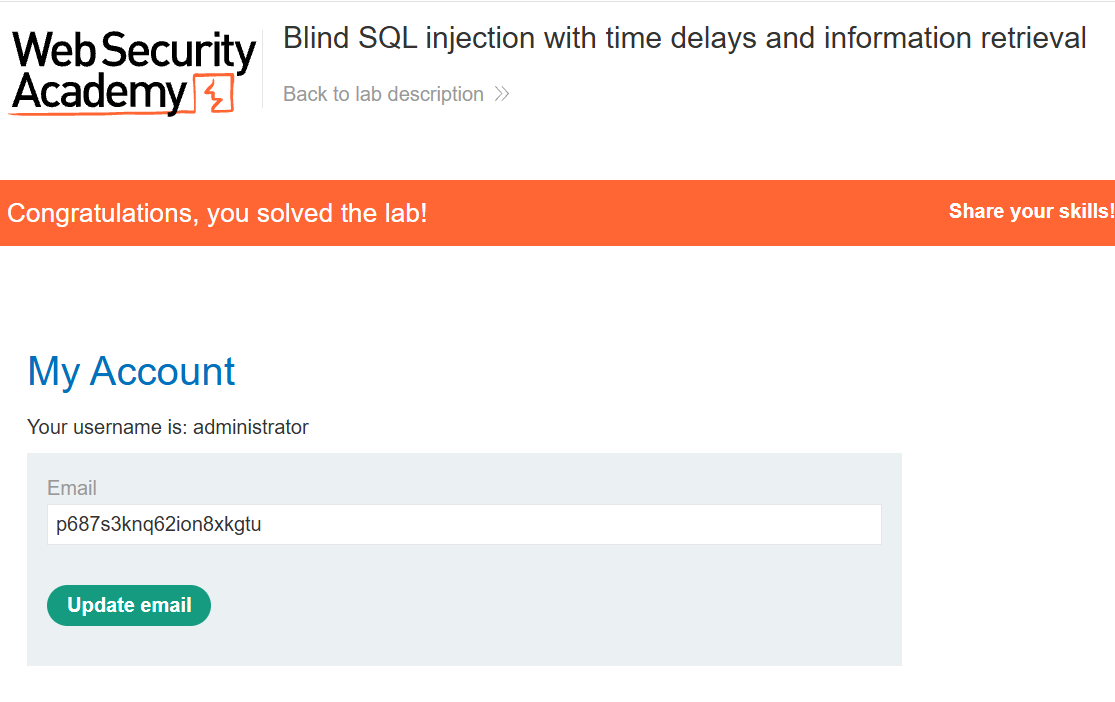 Web Security
Academy
Blind SQL injection with time delays and information retrieval
Back to lab description
Congratulations, you solved the lab!
Share your skills!
My Account
Your username is: administrator
Email
p687s3knq62ion8xkgtu
Update email